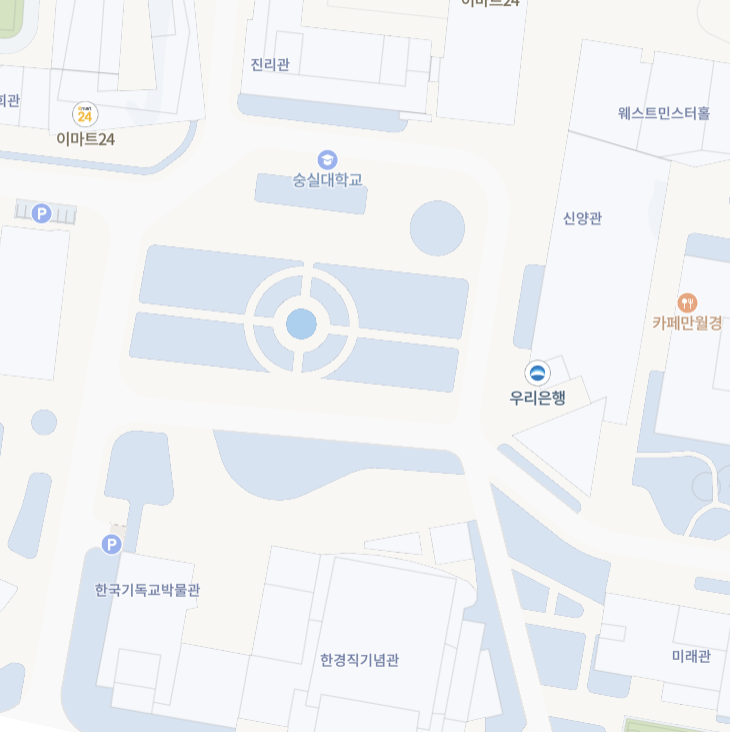 이마트24
진리관
회관
24
이마트24
웨스트민스터홀
숭실대학교
P
신양관
카페만월경
우리은행
P
한국기독교박물관
한경직기념관
미래관